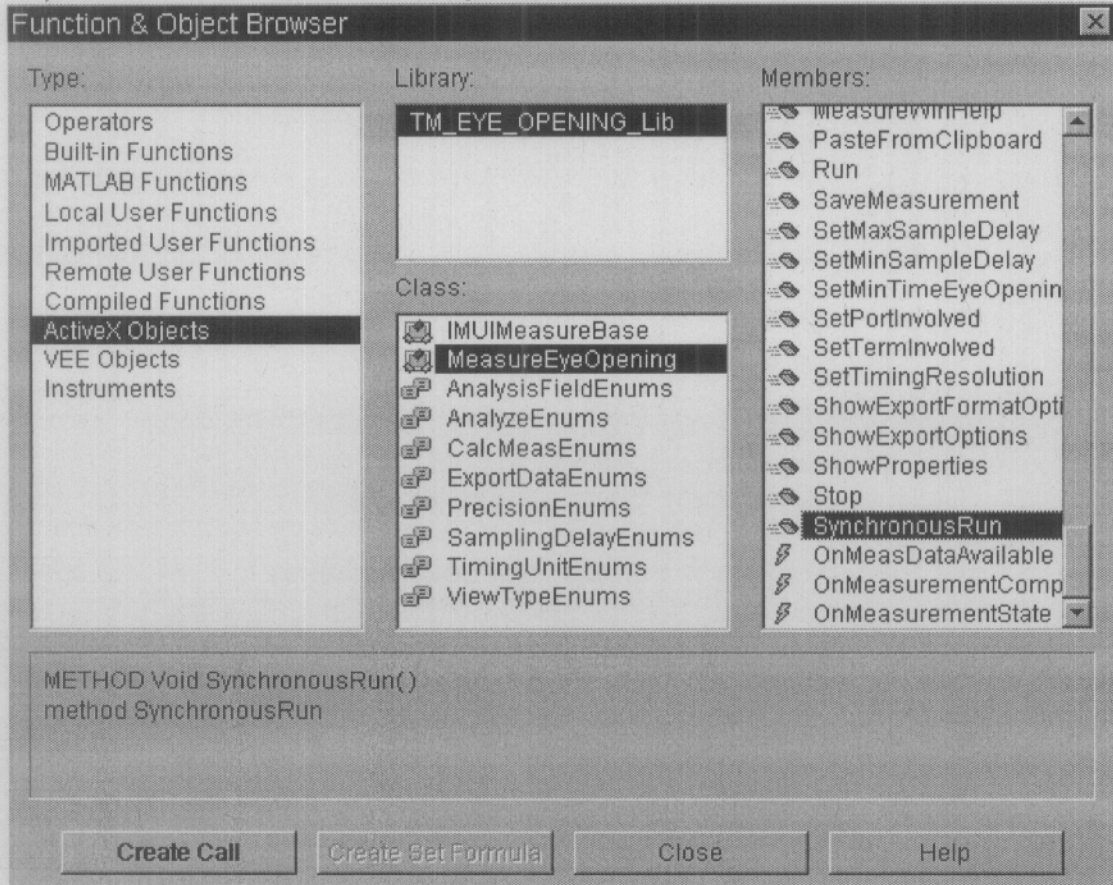 Function & Object Browser
Type:
Operators
Built-in Functions
MATLAB Functions
Local User Functions
Imported User Functions
Remote User Functions
Compiled Functions
ActiveX Objects
VEE Objects
Instruments
Library:
TM_EYE_OPENING_Lib
Class:
IMUIMeasureBase
MeasureEyeOpening
AnalysisFieldEnums
AnalyzeEnums
CalcMeasEnums
ExportDataEnums
PrecisionEnums
SamplingDelayEnums
TimingUnitEnums
ViewTypeEnums
Members:
MeasureWinHelp
PasteFromClipboard
Run
SaveMeasurement
SetMaxSampleDelay
SetMinSampleDelay
SetMinTimeEyeOpenin
SetPortInvolved
SetTermInvolved
SetTimingResolution
ShowExportFormatOpti
ShowExportOptions
ShowProperties
Stop
SynchronousRun
OnMeasDataAvailable
OnMeasurementComp
OnMeasurementState
METHOD Void SynchronousRun()
method SynchronousRun
Create Call
Create Set Formula
Close
Help